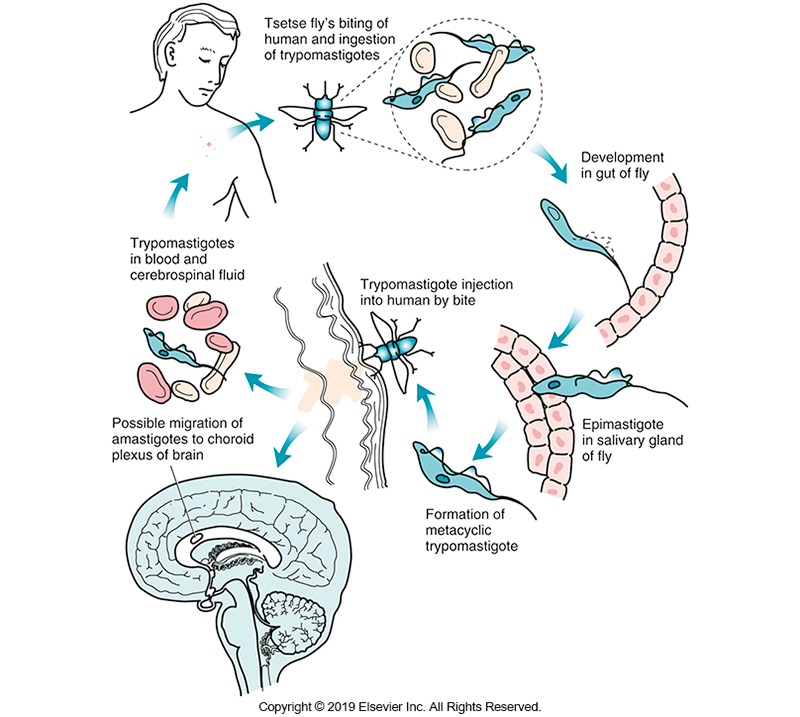 Tsetse fly's biting of
human and ingestion
of trypomastigotes
Development
in gut of fly
Epimastigote
in salivary gland
of fly
Formation of
metacyclic
trypomastigote
Trypomastigote injection
into human by bite
Trypomastigotes
in blood and
cerebrospinal fluid
Possible migration of
amastigotes to choroid
plexus of brain
Copyright © 2019 Elsevier Inc. All Rights Reserved.